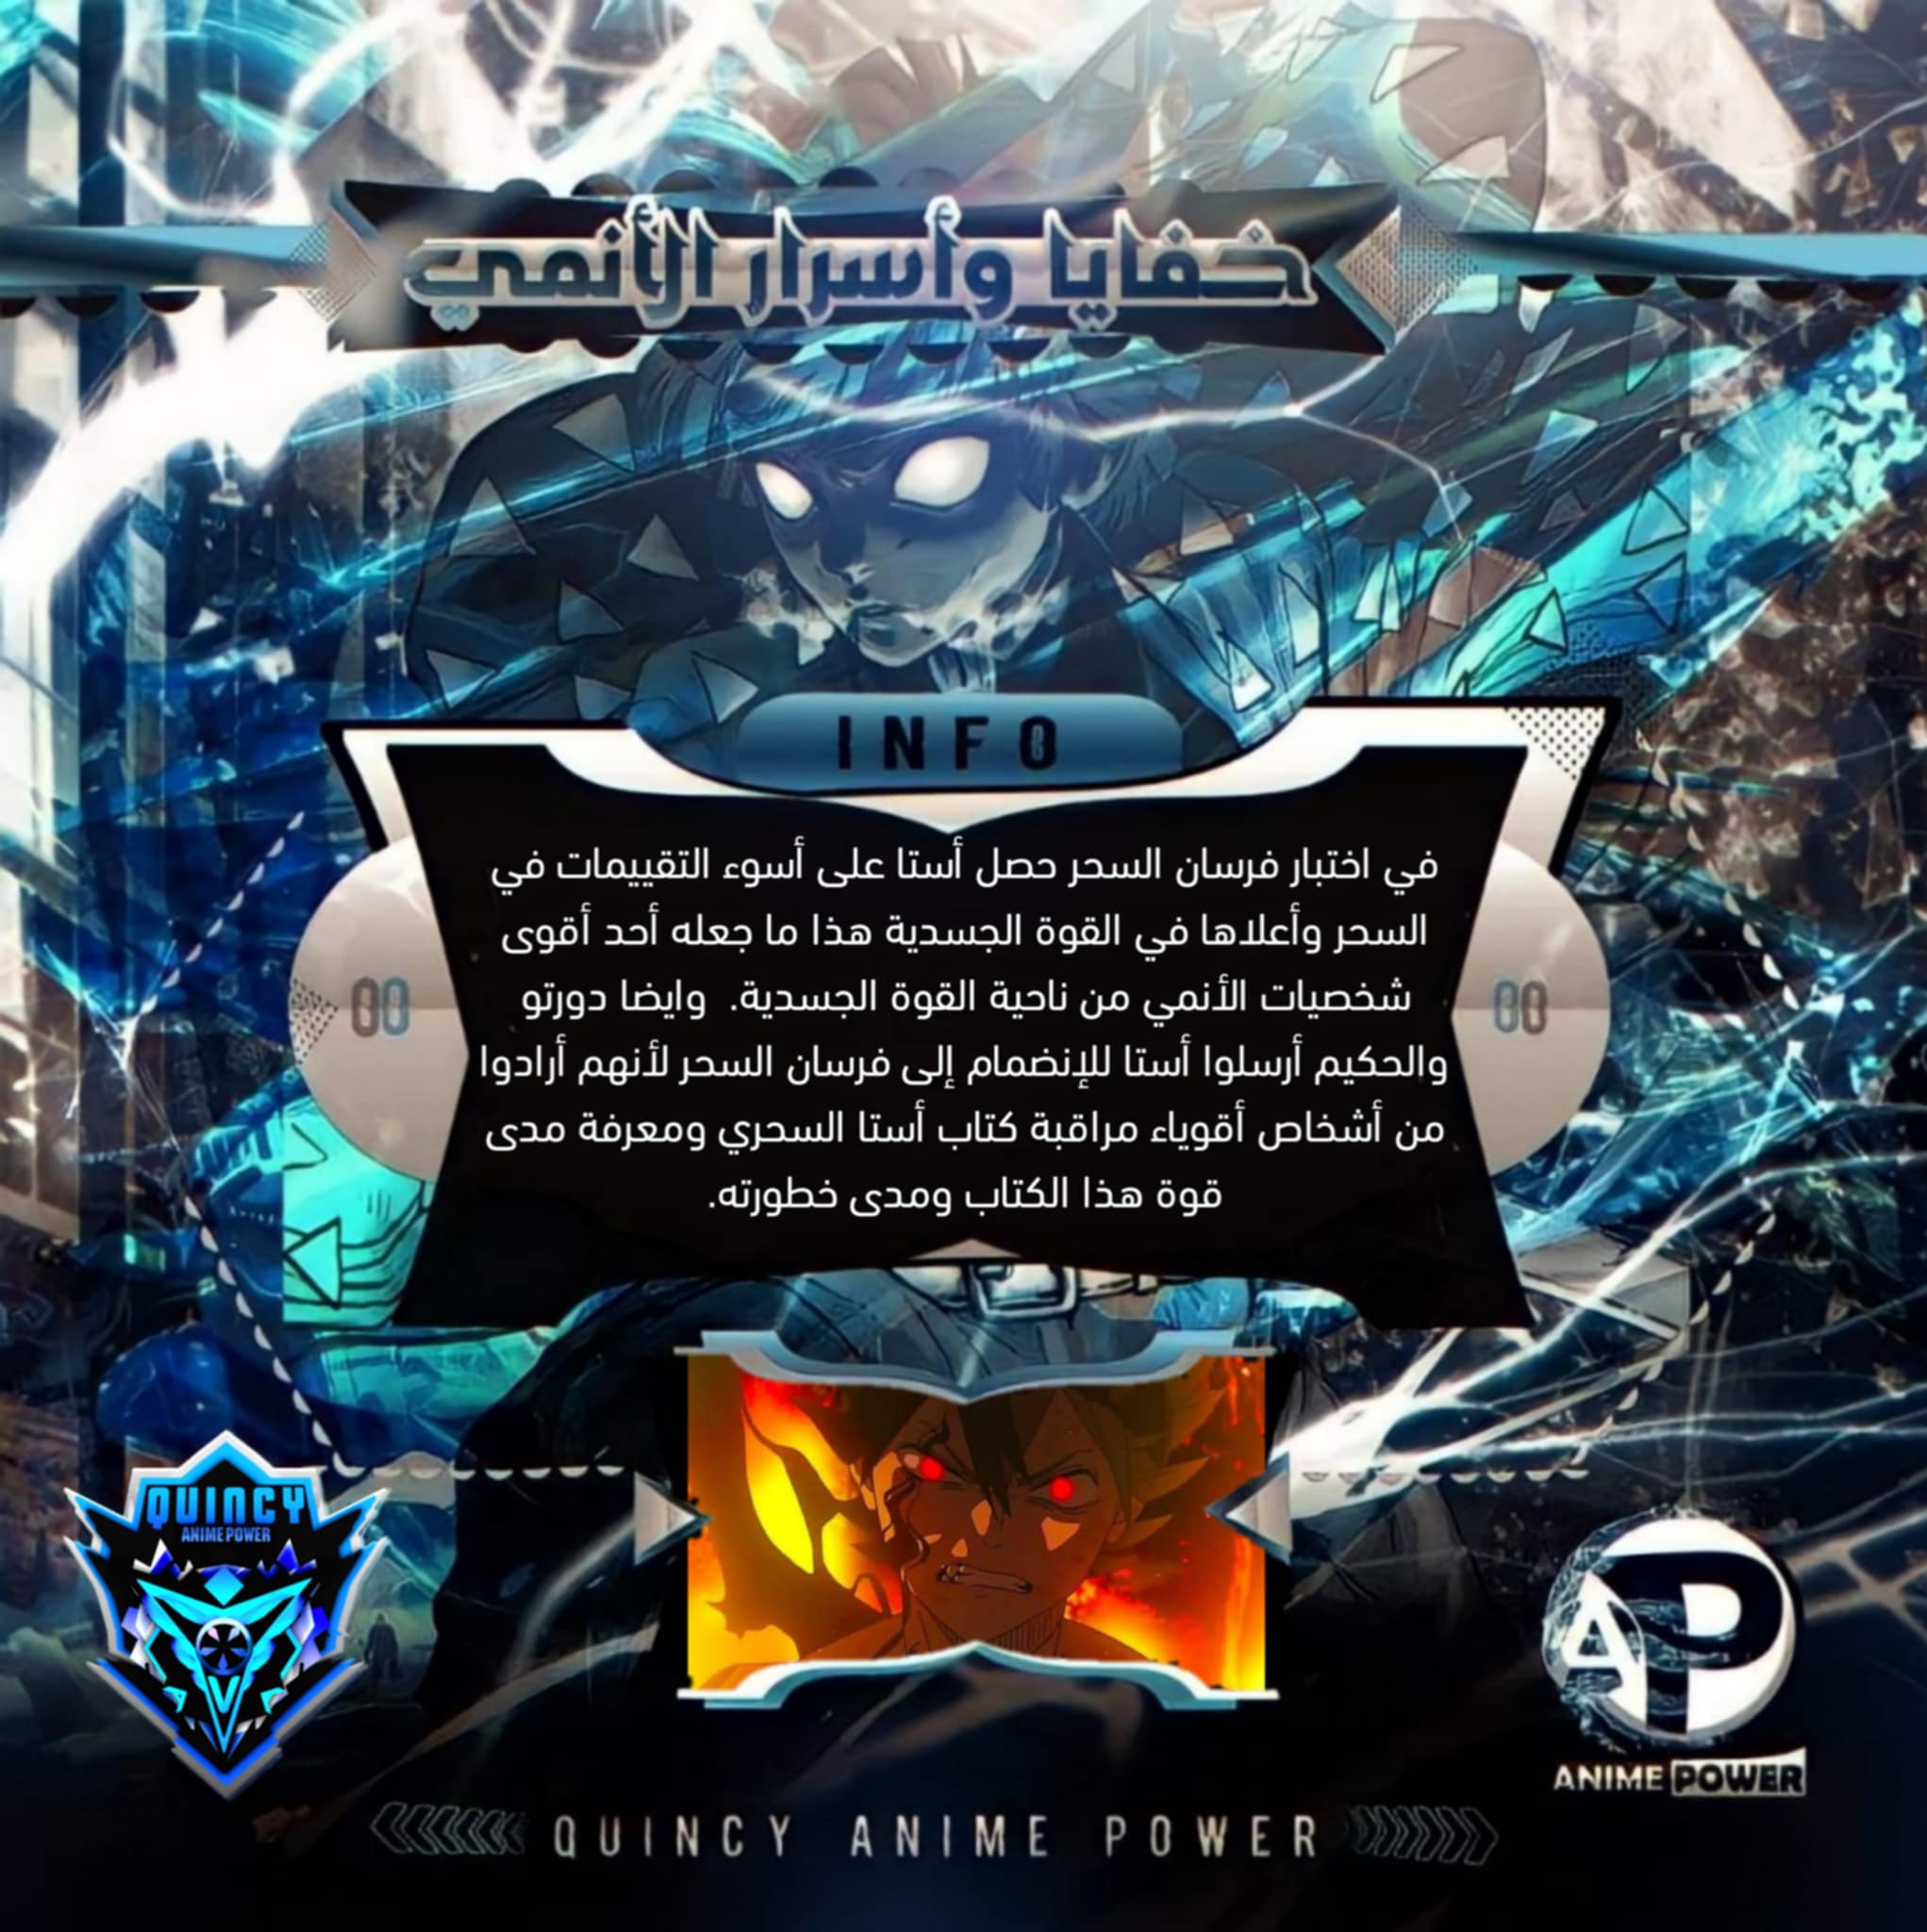 خفايا وأسرار الأنمي
INFO
في اختبار فرسان السحر حصل أستا على أسوء التقييمات في
السحر وأعلاها في القوة الجسدية هذا ما جعله أحد أقوى
شخصيات الأنمي من ناحية القوة الجسدية. وايضا دورتو
والحكيم أرسلوا أستا للإنضمام إلى فرسان السحر لأنهم أرادوا
من أشخاص أقوياء مراقبة كتاب أستا السحري ومعرفة مدى
قوة هذا الكتاب ومدى خطورته.
00
00
QUINCY
ANIME POWER
AP
ANIME POWER
QUINCY ANIME POWER